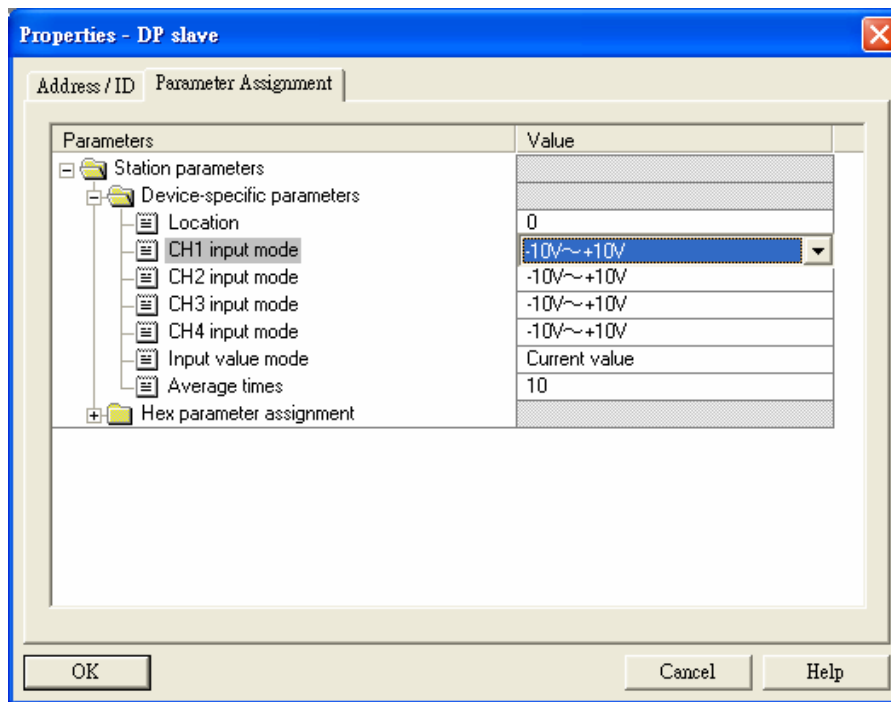 Properties - DP slave
Address / ID Parameter Assignment
Parameters Value
Station parameters
Device-specific parameters
Location 0
CH1 input mode -10V～+10V
CH2 input mode -10V～+10V
CH3 input mode -10V～+10V
CH4 input mode -10V～+10V
Input value mode Current value
Average times 10
Hex parameter assignment
OK Cancel Help